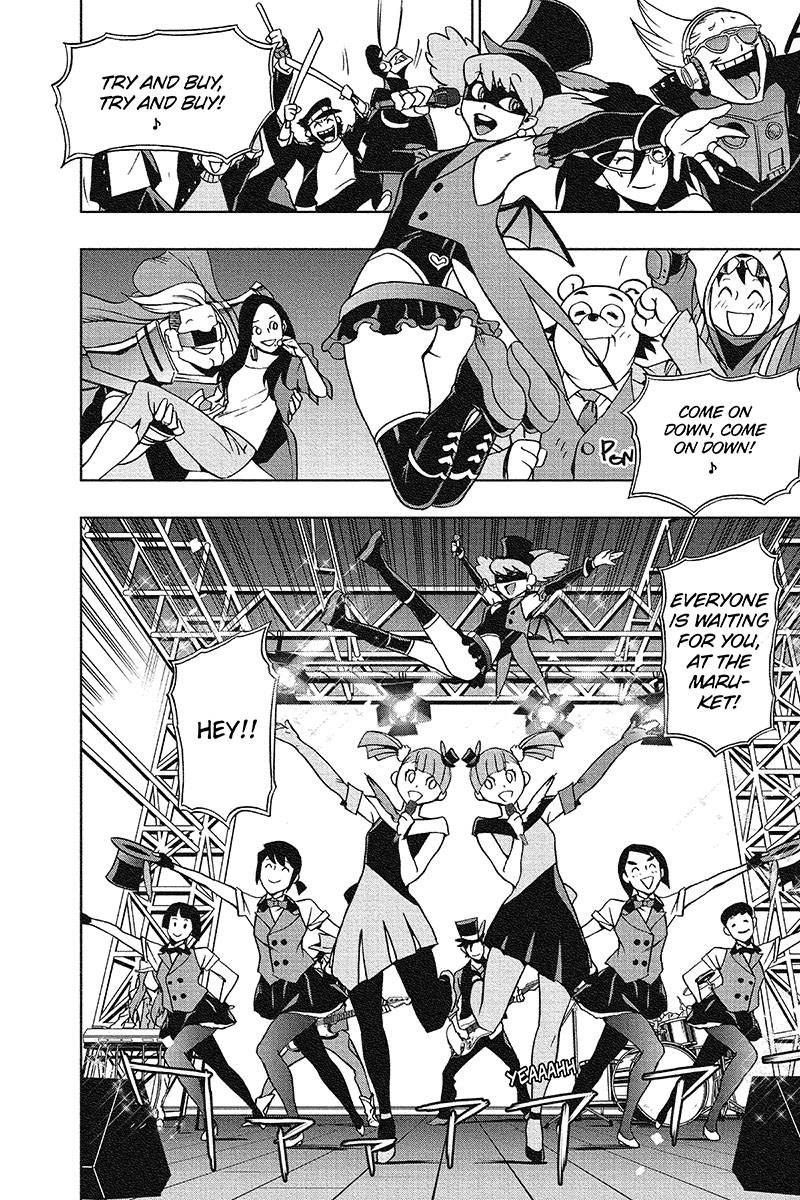 TRY AND BUY,
TRY AND BUY!
♪
COME ON
DOWN, COME
ON DOWN!
♪
PON
EVERYONE
IS WAITING
FOR YOU,
AT THE
MARU-
KET!
HEY!!
YEAAAHH